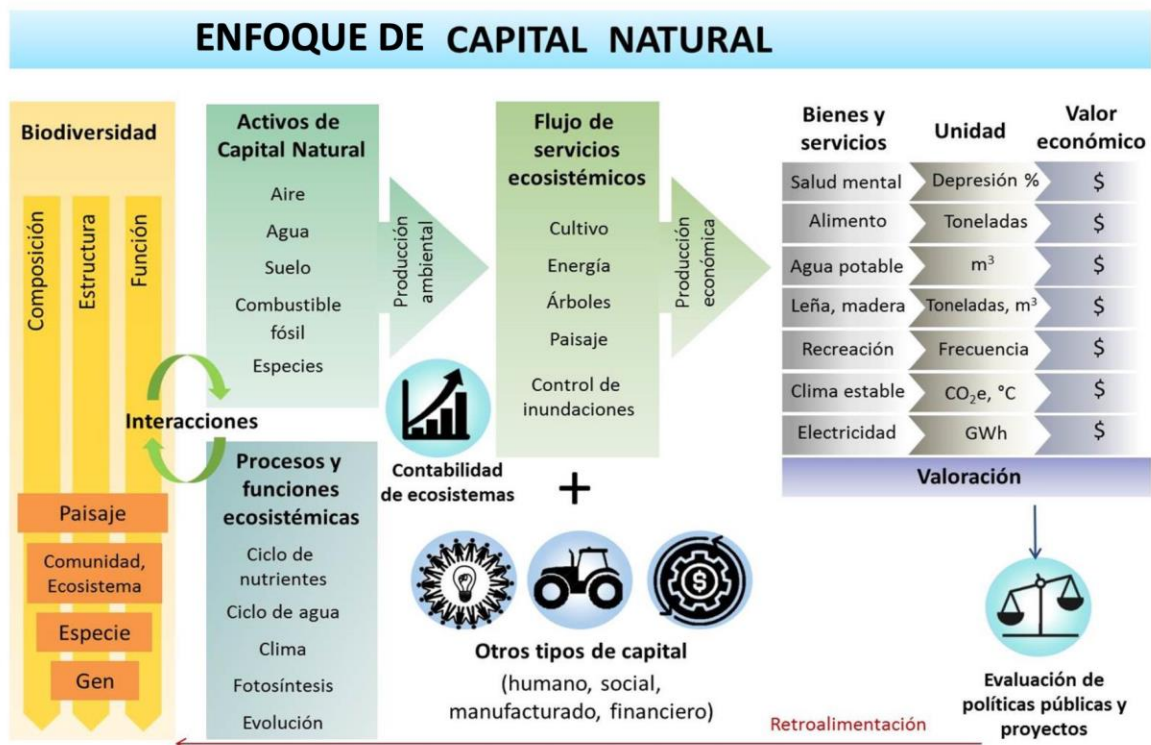 ENFOQUE DE CAPITAL NATURAL
Biodiversidad
Composición
Estructura
Función
Paisaje
Comunidad,
Ecosistema
Especie
Gen
Interacciones
Activos de
Capital Natural
Aire
Agua
Suelo
Combustible
fósil
Especies
Procesos y
funciones
ecosistémicas
Ciclo de
nutrientes
Ciclo de agua
Clima
Fotosíntesis
Evolución
Producción
ambiental
Contabilidad
de ecosistemas
Flujo de
servicios
ecosistémicos
Cultivo
Energía
Árboles
Paisaje
Control de
inundaciones
+
$
Otros tipos de capital
(humano, social,
manufacturado, financiero)
Producción
económica
Bienes y
servicios
Unidad
Valor
económico
Salud mental Depresión % $
Alimento Toneladas $
Agua potable m³ $
Leña, madera Toneladas, m³ $
Recreación Frecuencia $
Clima estable CO₂e, °C $
Electricidad GWh $
Valoración
Evaluación de
políticas públicas y
proyectos
Retroalimentación